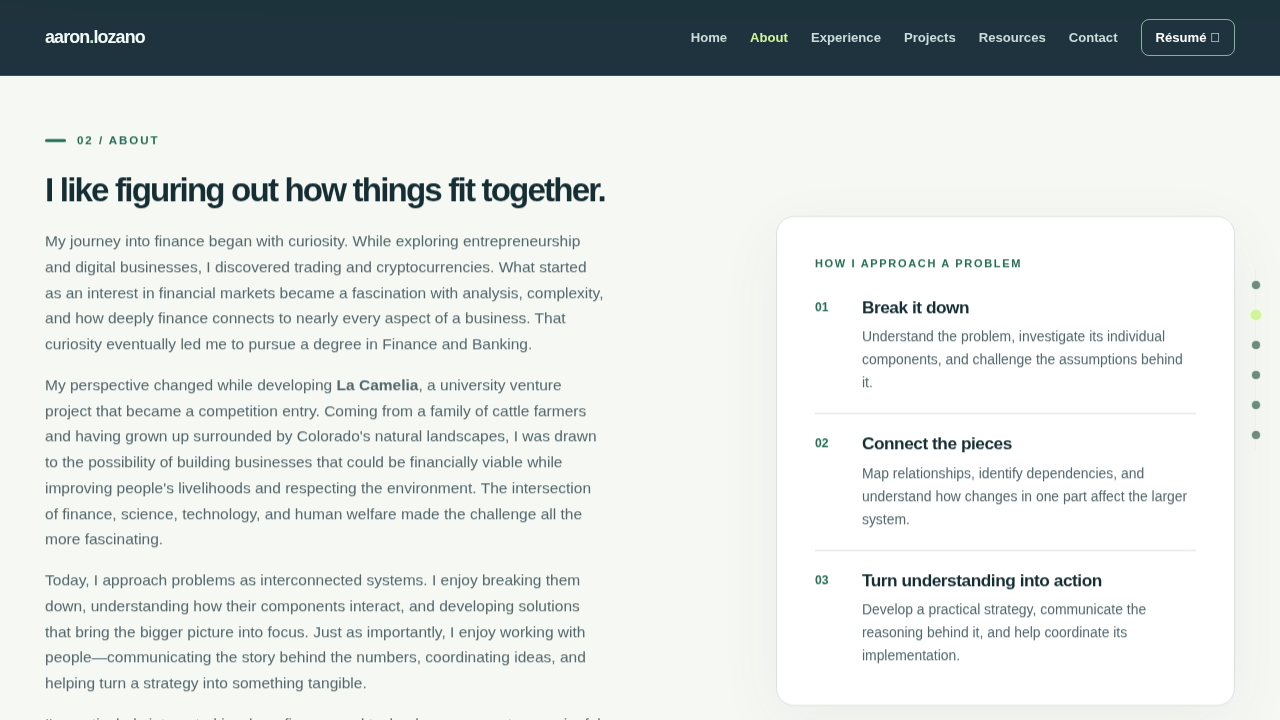 aaron.lozano
Home
About
Experience
Projects
Resources
Contact
Résumé
02 / ABOUT
I like figuring out how things fit together.
My journey into finance began with curiosity. While exploring entrepreneurship
and digital businesses, I discovered trading and cryptocurrencies. What started
as an interest in financial markets became a fascination with analysis, complexity,
and how deeply finance connects to nearly every aspect of a business. That
curiosity eventually led me to pursue a degree in Finance and Banking.
My perspective changed while developing La Camelia, a university venture
project that became a competition entry. Coming from a family of cattle farmers
and having grown up surrounded by Colorado's natural landscapes, I was drawn
to the possibility of building businesses that could be financially viable while
improving people's livelihoods and respecting the environment. The intersection
of finance, science, technology, and human welfare made the challenge all the
more fascinating.
Today, I approach problems as interconnected systems. I enjoy breaking them
down, understanding how their components interact, and developing solutions
that bring the bigger picture into focus. Just as importantly, I enjoy working with
people—communicating the story behind the numbers, coordinating ideas, and
helping turn a strategy into something tangible.
HOW I APPROACH A PROBLEM
01
Break it down
Understand the problem, investigate its individual
components, and challenge the assumptions behind
it.
02
Connect the pieces
Map relationships, identify dependencies, and
understand how changes in one part affect the larger
system.
03
Turn understanding into action
Develop a practical strategy, communicate the
reasoning behind it, and help coordinate its
implementation.